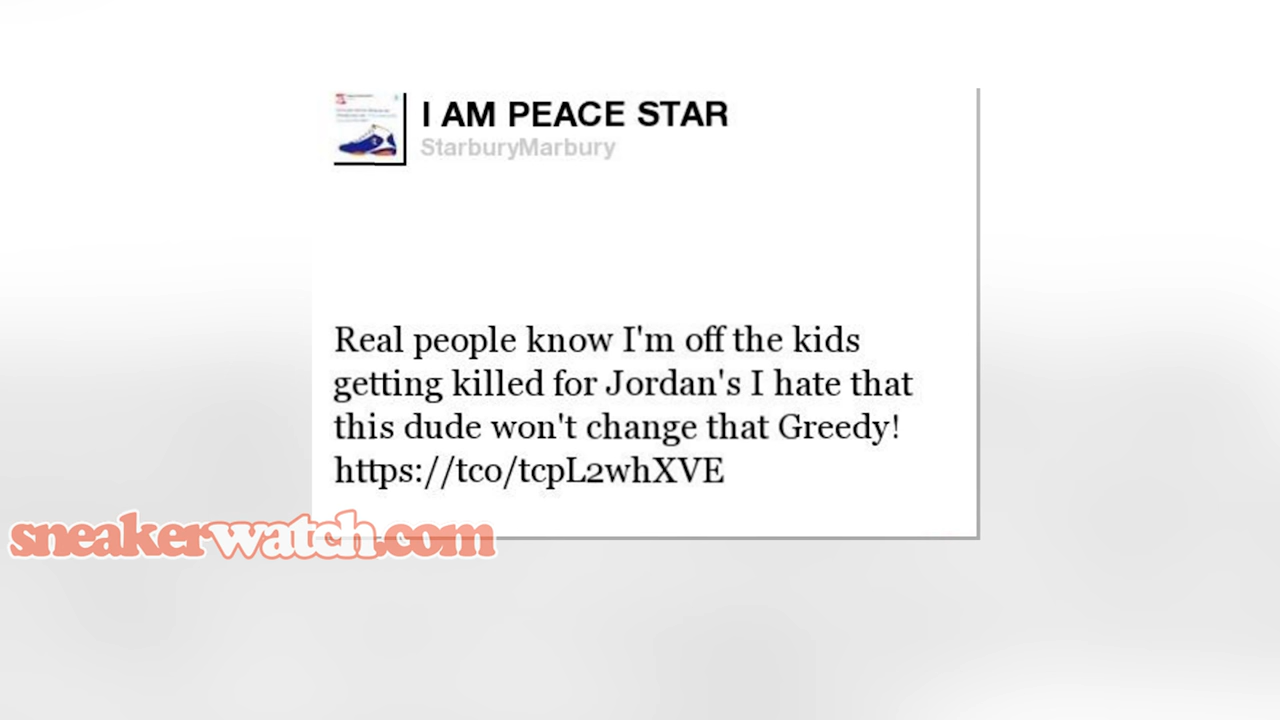 I AM PEACE STAR
StarburyMarbury
Real people know I'm off the kids
getting killed for Jordan's I hate that
this dude won't change that Greedy!
https://tco/tcpL2whXVE
sneakerwatch.com